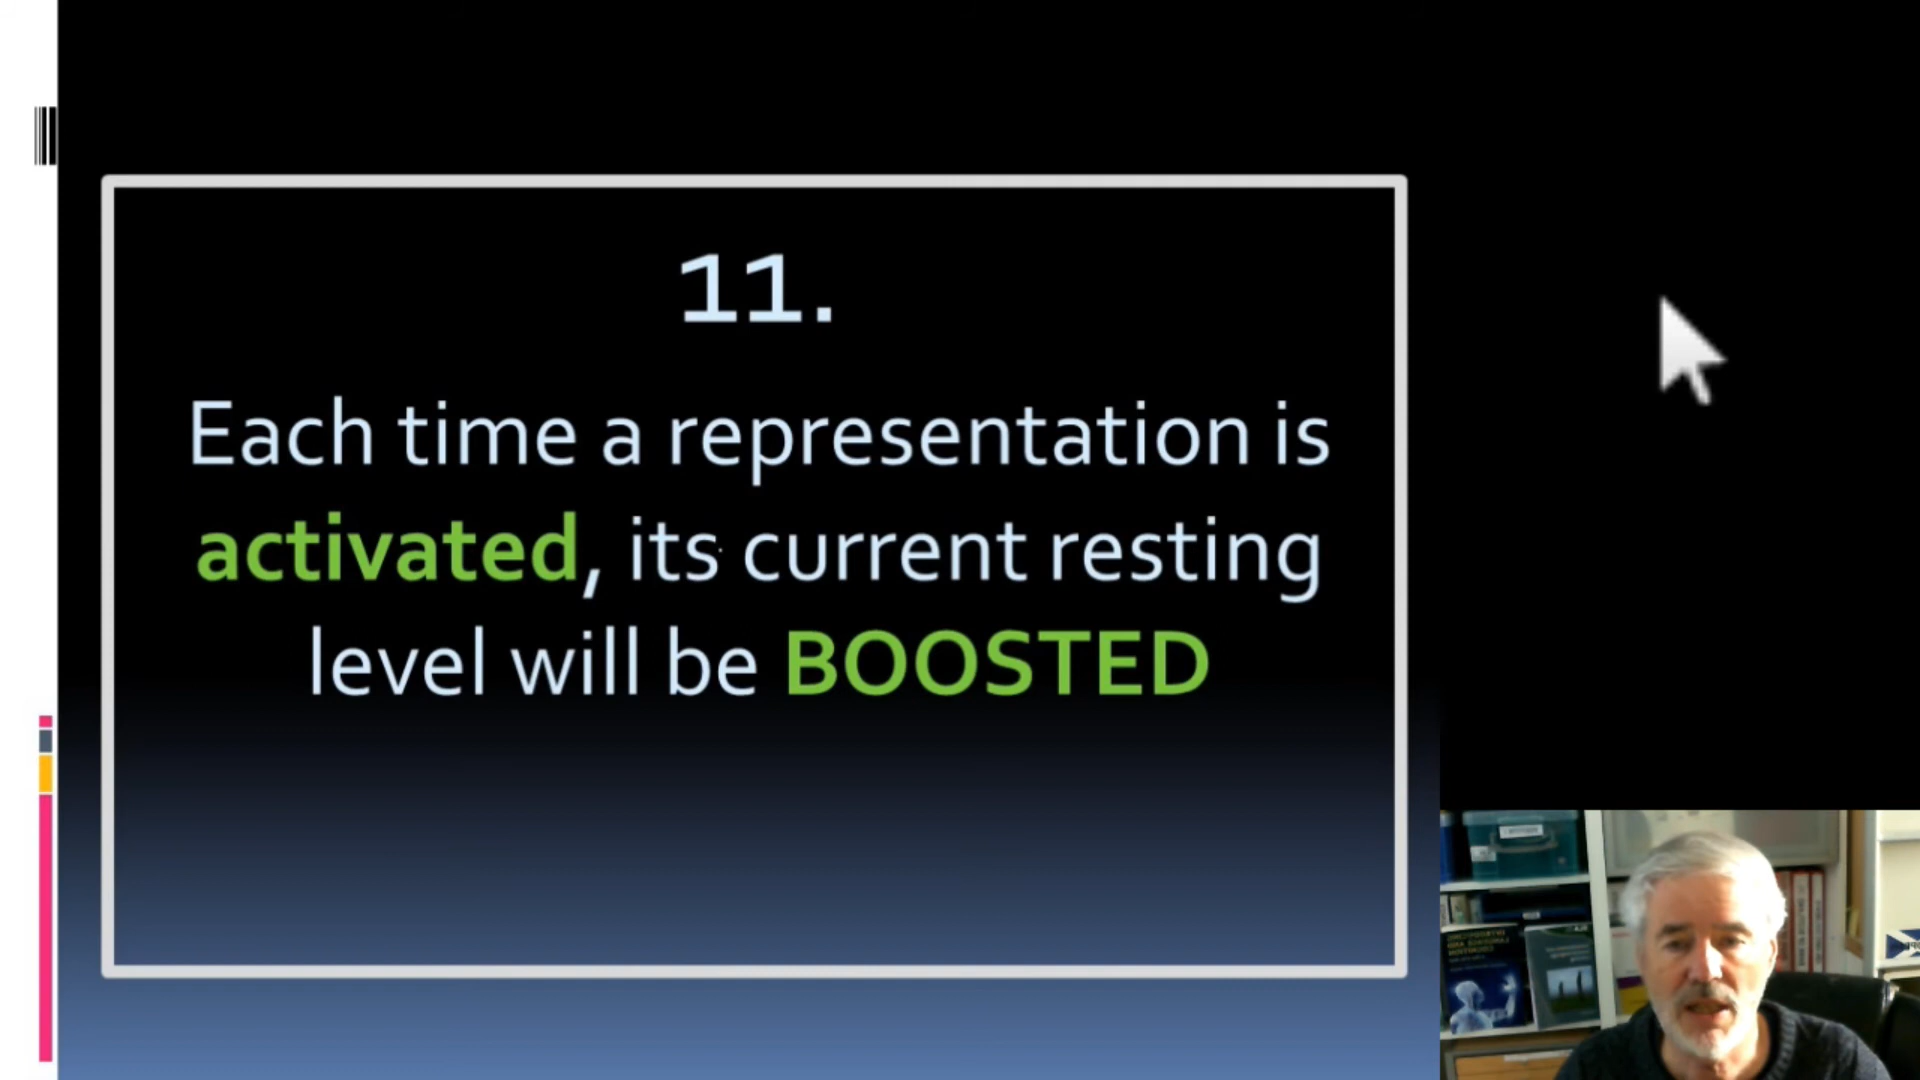 11.
Each time a representation is
activated, its current resting
level will be BOOSTED